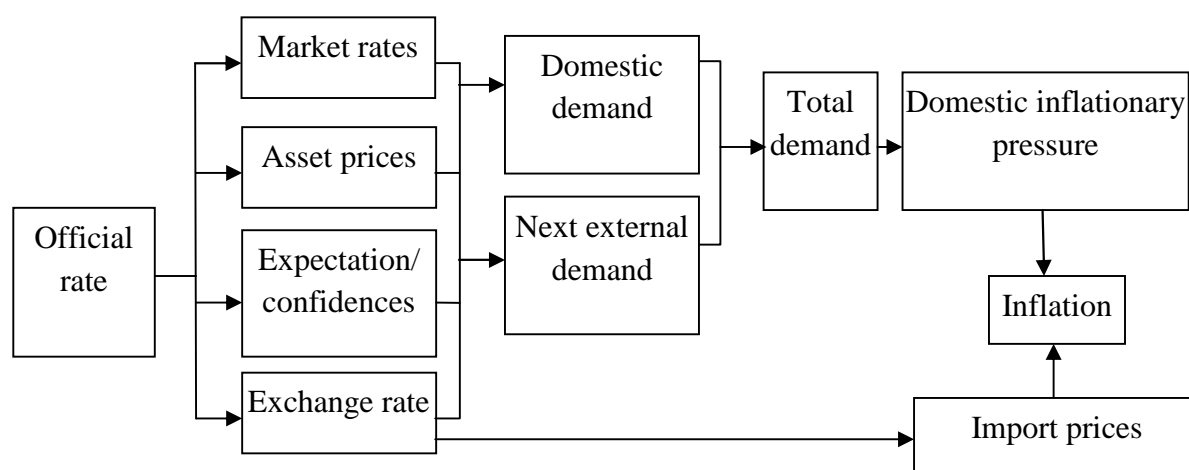 Market rates
Asset prices
Official
rate
Expectation/
confidences
Exchange rate
Domestic
demand
Next external
demand
Total
demand
Domestic inflationary
pressure
Inflation
Import prices